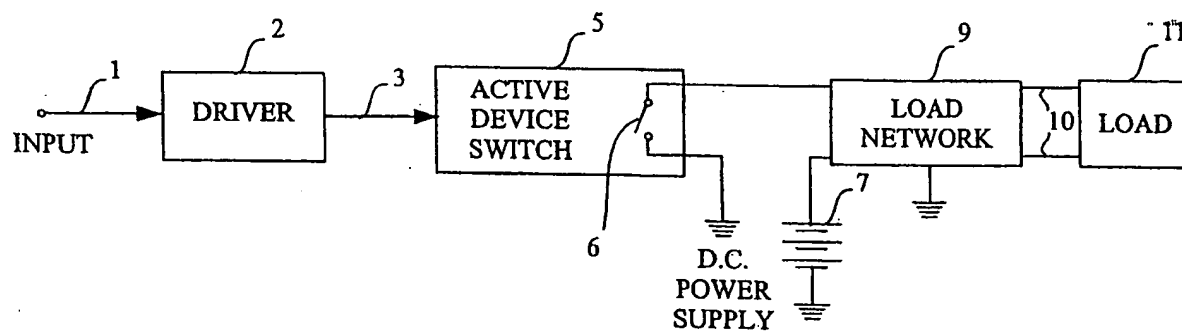 1
2
3
5
6
7
9
10
11
INPUT
DRIVER
ACTIVE
DEVICE
SWITCH
D.C.
POWER
SUPPLY
LOAD
NETWORK
LOAD